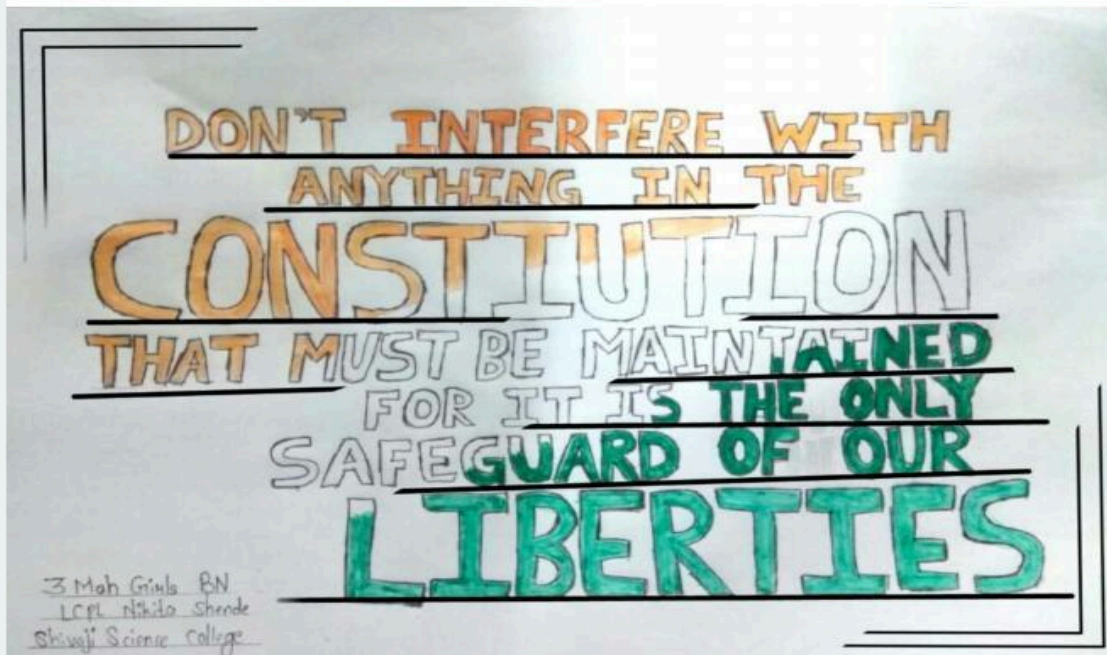 DON'T INTERFERE WITH
ANYTHING IN THE
CONSTIUTION
THAT MUST BE MAINTAINED
FOR IT IS THE ONLY
SAFEGUARD OF OUR
LIBERTIES
3 Mah Girls BN
LCPL Nikita Shende
Shivaji Science College